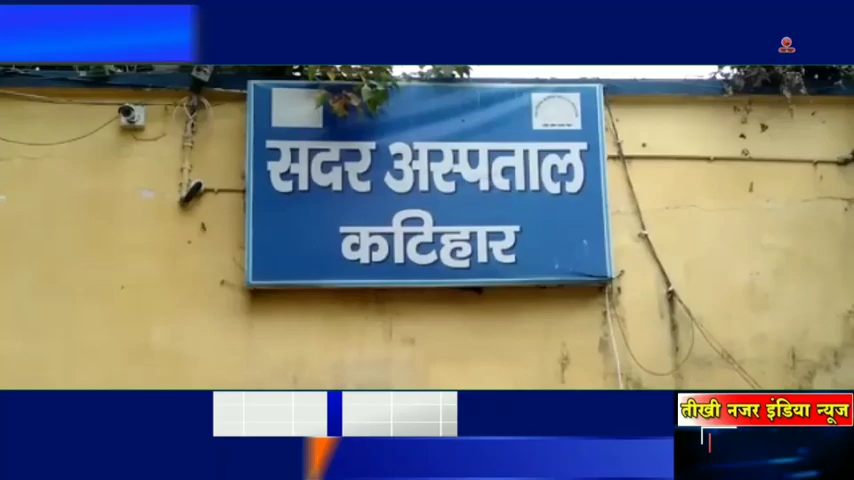 सदर अस्पताल
कटिहार
तीखी नजर इंडिया न्यूज